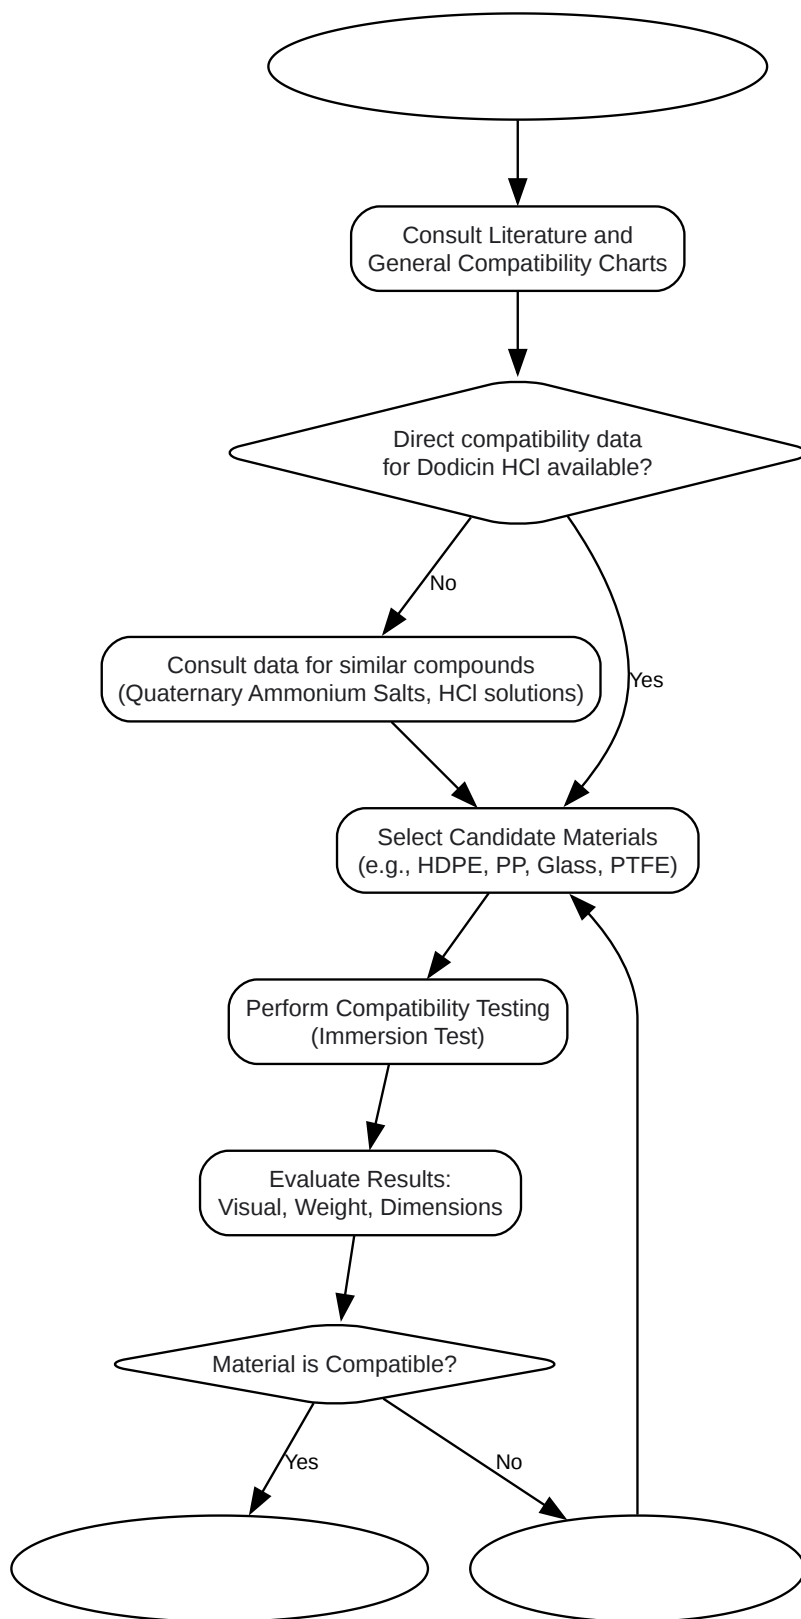 Consult Literature and
General Compatibility Charts
Direct compatibility data
for Dodicin HCl available?
No
Yes
Consult data for similar compounds
(Quaternary Ammonium Salts, HCl solutions)
Select Candidate Materials
(e.g., HDPE, PP, Glass, PTFE)
Perform Compatibility Testing
(Immersion Test)
Evaluate Results:
Visual, Weight, Dimensions
Material is Compatible?
Yes
No